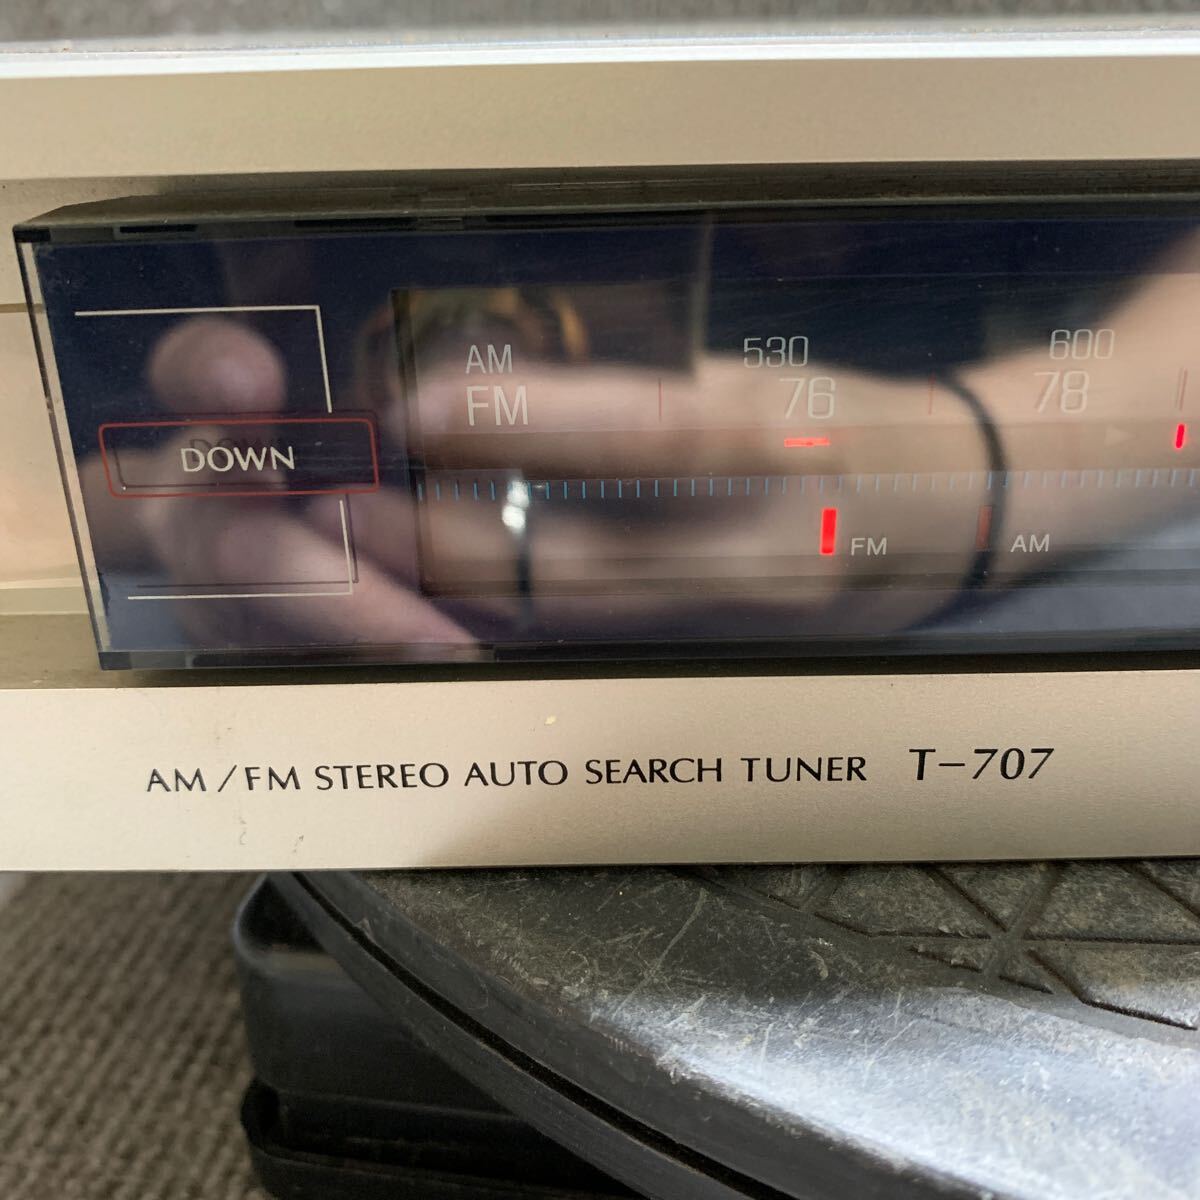 AM 530 600
FM 76 78
DOWN
FM AM
AM/FM STEREO AUTO SEARCH TUNER T-707